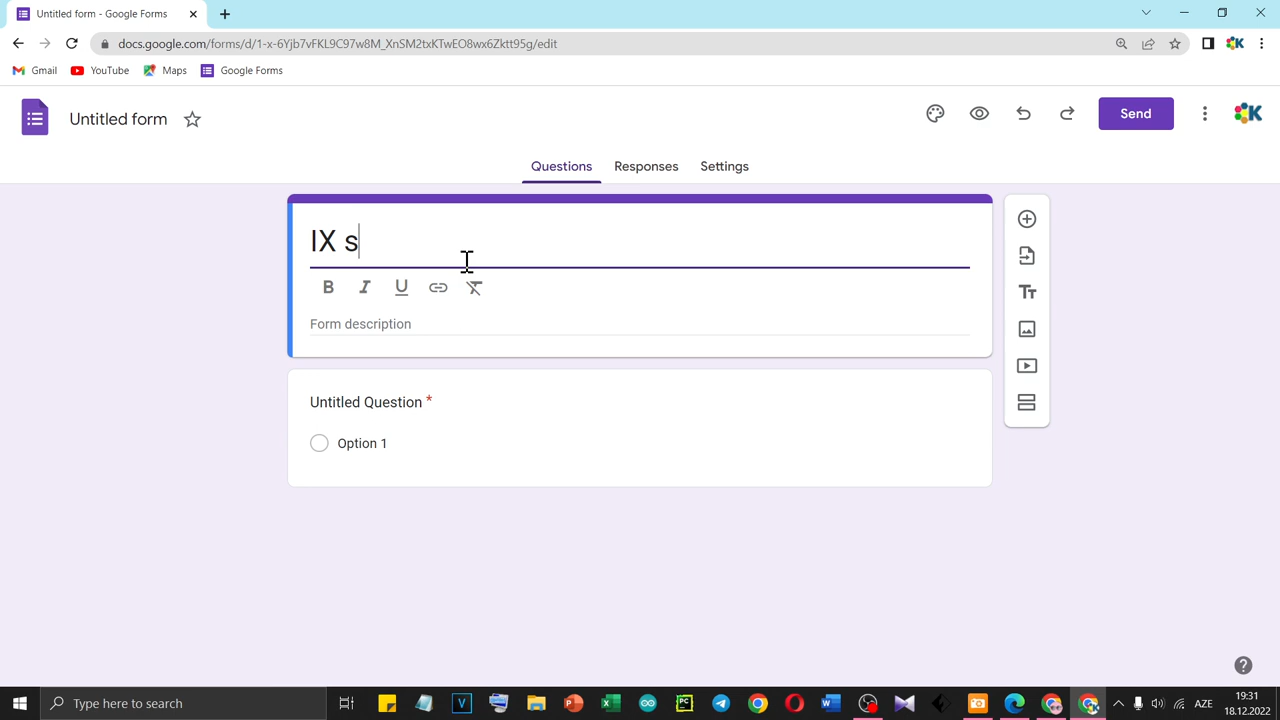 Untitled form - Google Forms
docs.google.com/forms/d/1-x-6Yjb7vFKL9C97w8M_XnSM2txKTwEO8wx6Zktt95g/edit
Gmail YouTube Maps Google Forms
Untitled form
Send
Questions Responses Settings
IX s
B I U
Form description
Untitled Question *
Option 1
Type here to search
AZE
19:31
18.12.2022